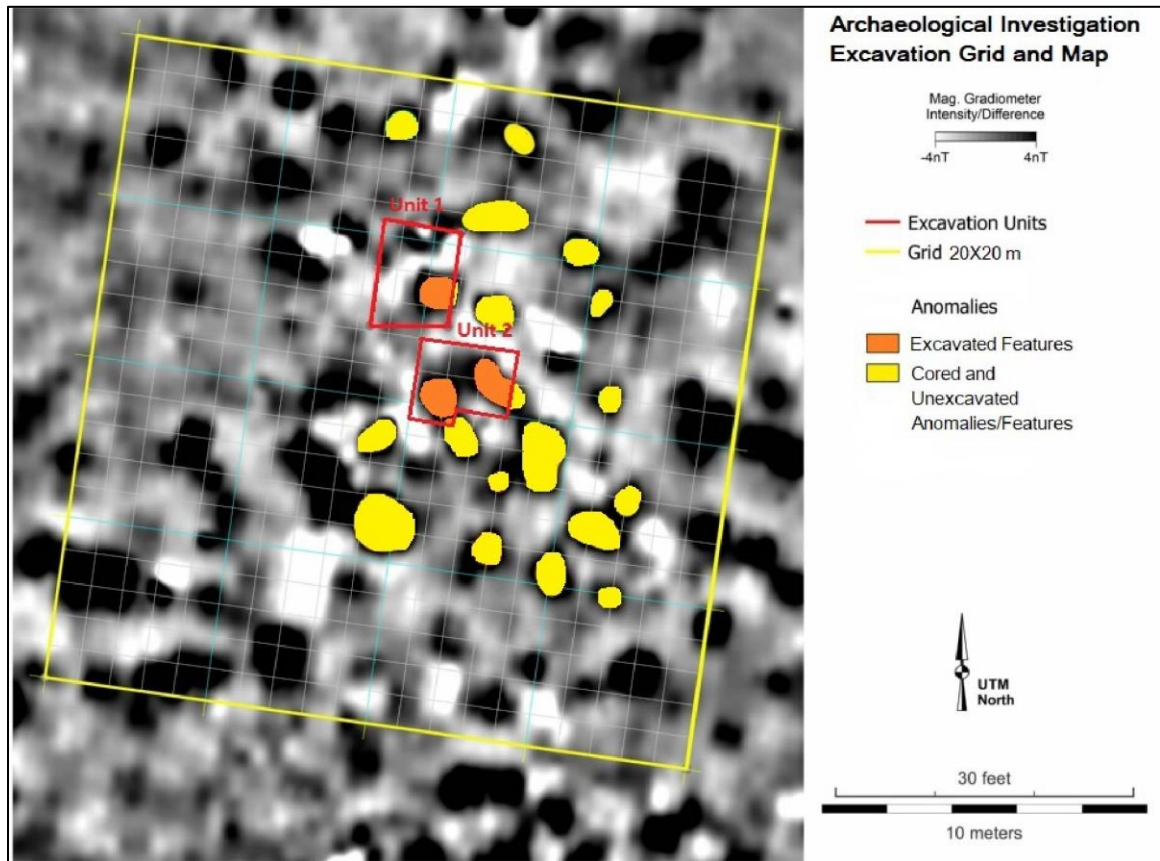 Archaeological Investigation
Excavation Grid and Map
Mag. Gradiometer
Intensity/Difference
-4nT 4nT
Unit 1
Unit 2
Excavation Units
Grid 20X20 m
Anomalies
Excavated Features
Cored and
Unexcavated
Anomalies/Features
UTM
North
30 feet
10 meters